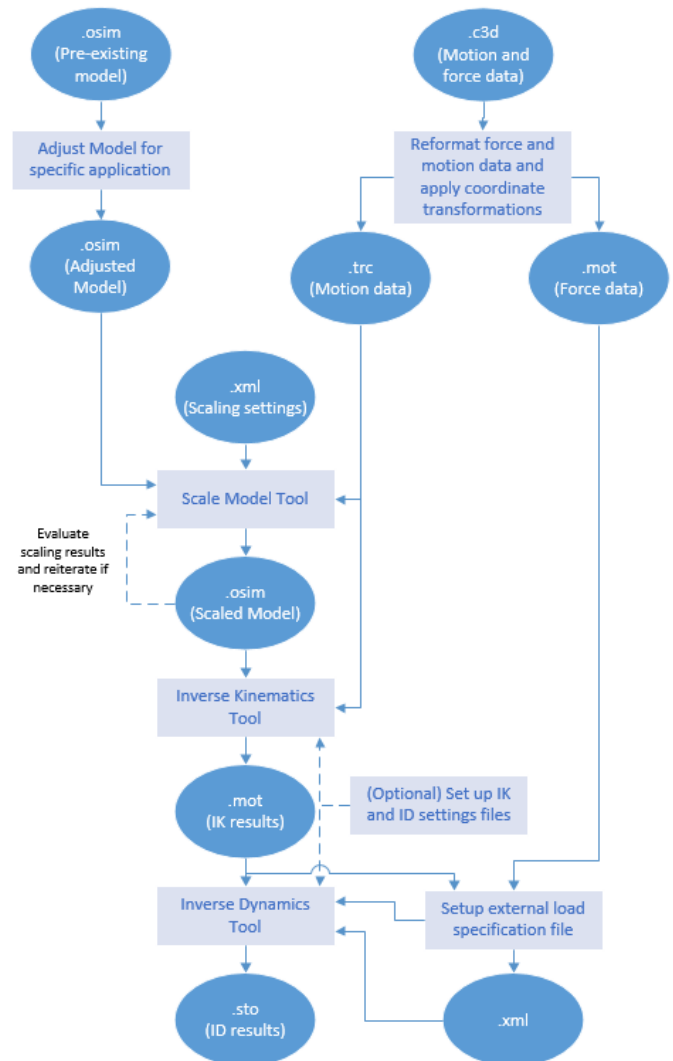 .osim
(Pre-existing
model)
.c3d
(Motion and
force data)
Adjust Model for
specific application
Reformat force and
motion data and
apply coordinate
transformations
.osim
(Adjusted
Model)
.trc
(Motion data)
.mot
(Force data)
.xml
(Scaling settings)
Scale Model Tool
Evaluate
scaling results
and reiterate if
necessary
.osim
(Scaled Model)
Inverse Kinematics
Tool
.mot
(IK results)
(Optional) Set up IK
and ID settings files
Inverse Dynamics
Tool
Setup external load
specification file
.sto
(ID results)
.xml